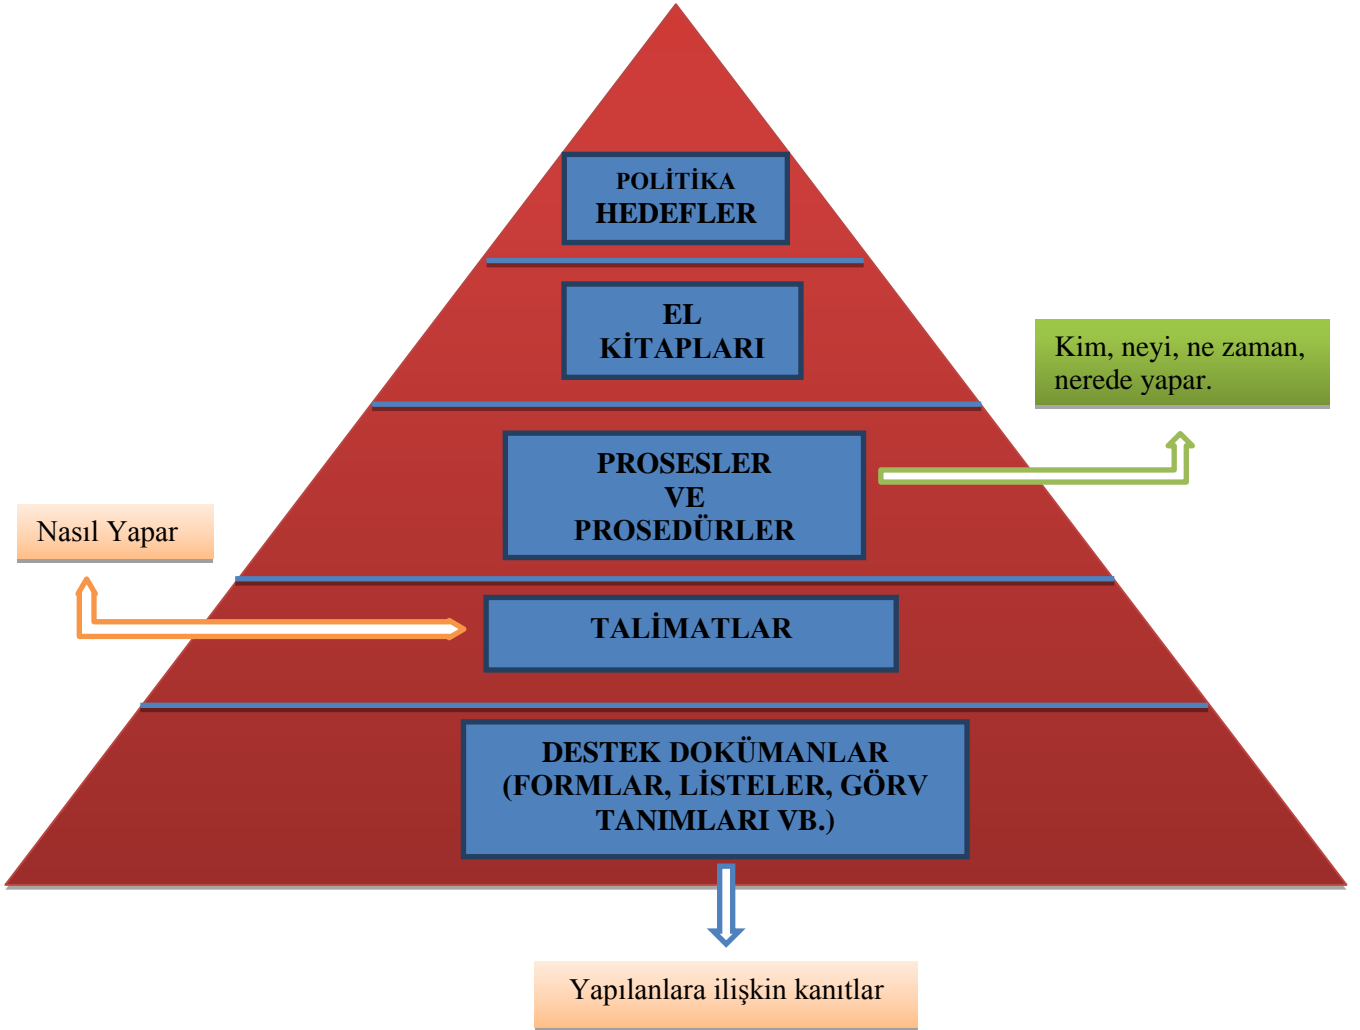 POLİTİKA
HEDEFLER
EL
KİTAPLARI
Kim, neyi, ne zaman,
nerede yapar.
PROSESLER
VE
PROSEDÜRLER
Nasıl Yapar
TALİMATLAR
DESTEK DOKÜMANLAR
(FORMLAR, LİSTELER, GÖRV
TANIMLARI VB.)
Yapılanlara ilişkin kanıtlar